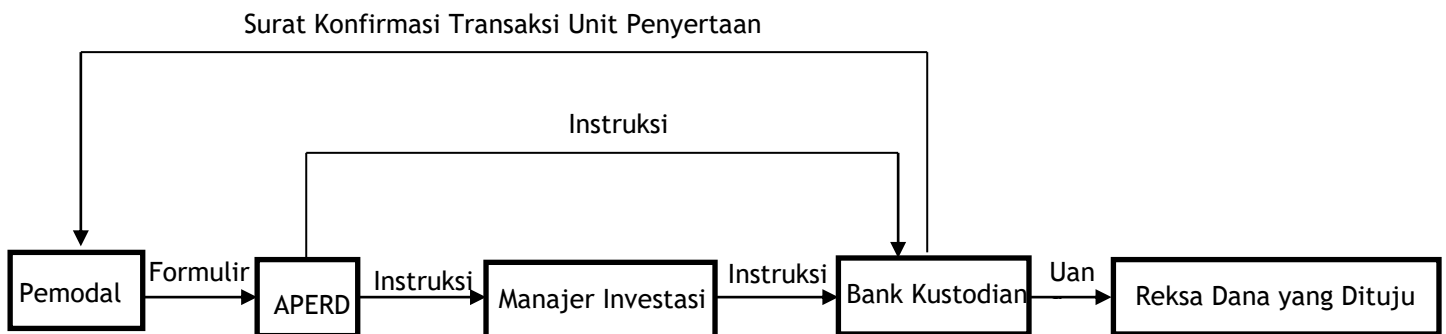 Surat Konfirmasi Transaksi Unit Penyertaan
Instruksi
Pemodal
Formulir
APERD
Instruksi
Manajer Investasi
Instruksi
Bank Kustodian
Uan
Reksa Dana yang Dituju